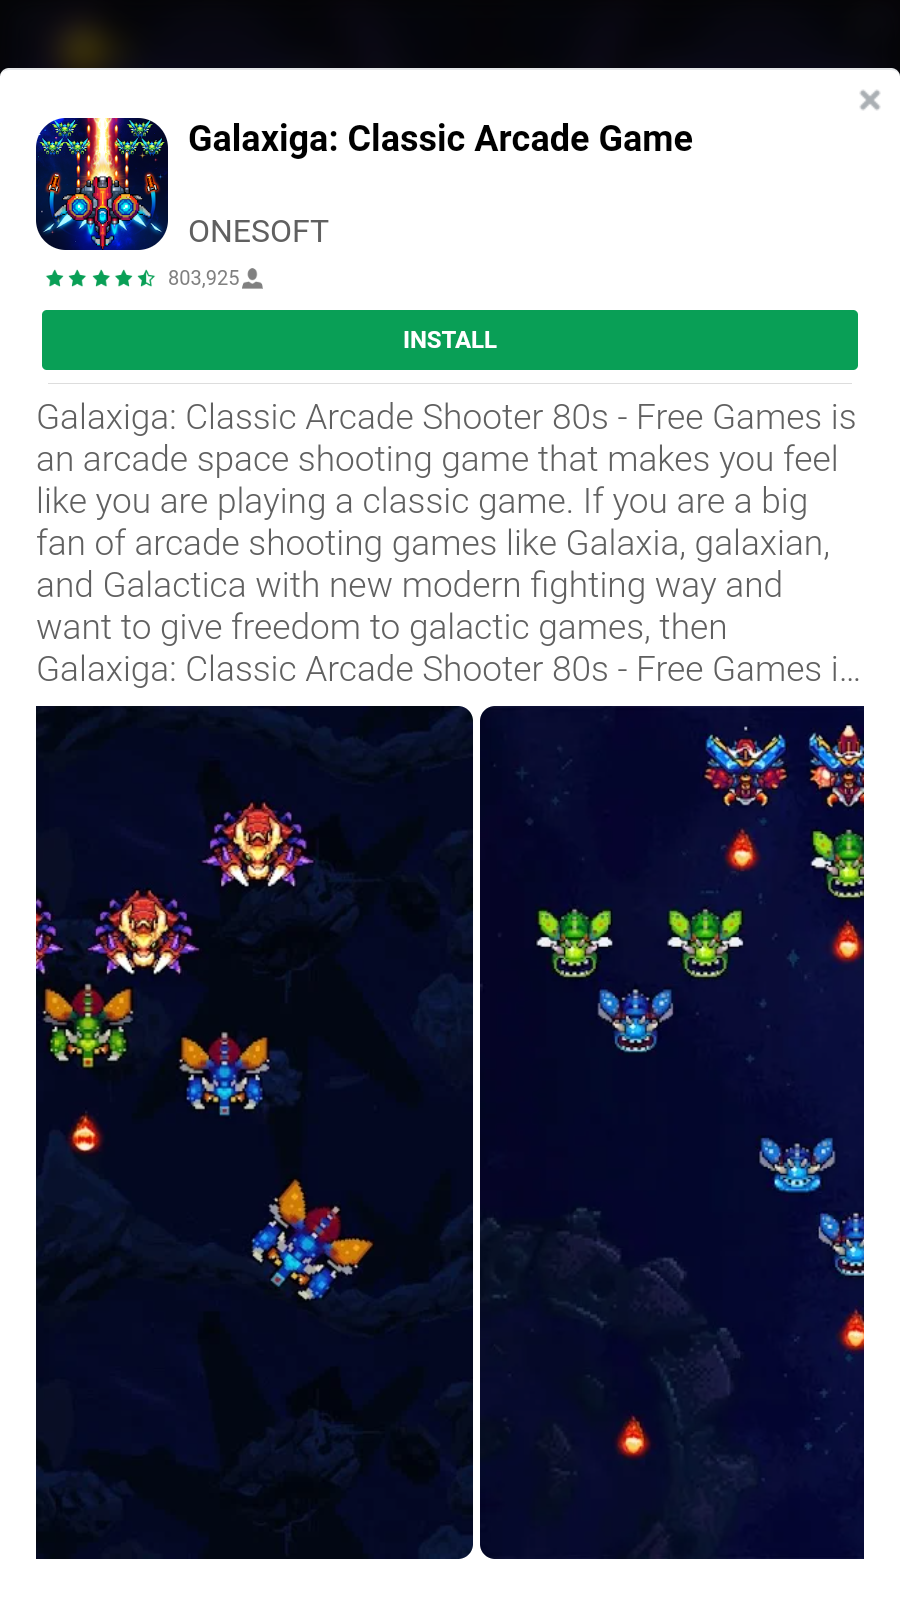 Galaxiga: Classic Arcade Game
ONESOFT
803,925
INSTALL
Galaxiga: Classic Arcade Shooter 80s - Free Games is
an arcade space shooting game that makes you feel
like you are playing a classic game. If you are a big
fan of arcade shooting games like Galaxia, galaxian,
and Galactica with new modern fighting way and
want to give freedom to galactic games, then
Galaxiga: Classic Arcade Shooter 80s - Free Games i...